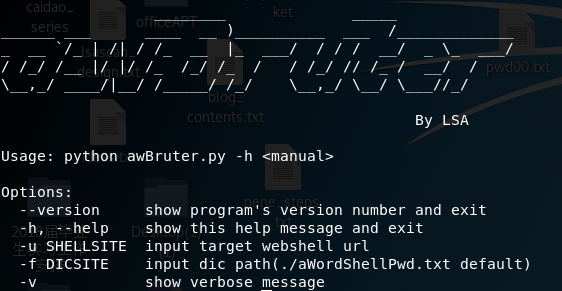 caidao_
series
officeAPT
ket
pwd00.txt
blog_
contents.txt
By LSA
Usage: python awBruter.py -h <manual>
Options:
--version     show program's version number and exit
-h, --help    show this help message and exit
-u SHELLSITE  input target webshell url
-f DICSITE    input dic path(./aWordShellPwd.txt default)
-v            show verbose message